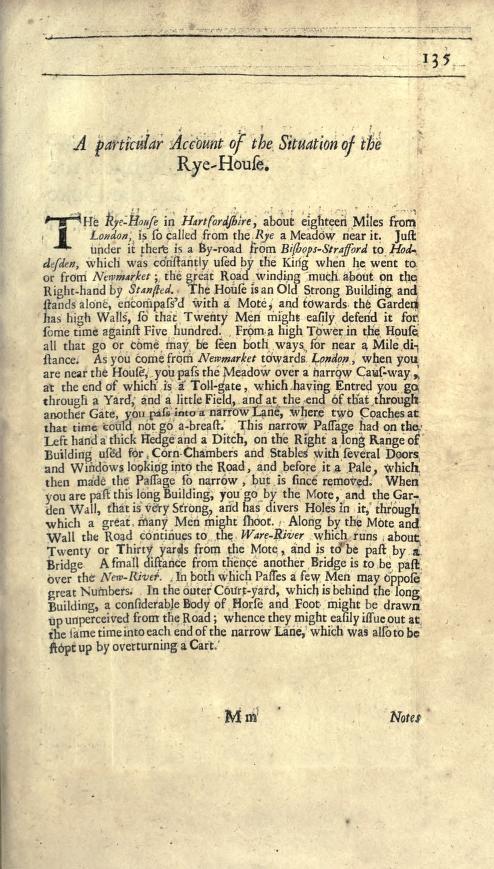 135
A particular Account of the Situation of the
Rye-Houſe.
THe Rye-Houſe in Hartfordſhire, about eighteen Miles from
London, is ſo called from the Rye a Meadow near it. Juſt
under it there is a By-road from Biſhops-Strafford to Hod-
deſden, which was conſtantly uſed by the King when he went to
or from Newmarket; the great Road winding much about on the
Right-hand by Stanſted. The Houſe is an Old Strong Building and
ſtands alone, encompaſs'd with a Mote, and towards the Garden
has high Walls, ſo that Twenty Men might eaſily defend it for
ſome time againſt Five hundred. From a high Tower in the Houſe
all that go or come may be ſeen both ways for near a Mile di-
ſtance. As you come from Newmarket towards London, when you
are near the Houſe, you paſs the Meadow over a narrow Cauſ-way,
at the end of which is a Toll-gate, which having Entred you go
through a Yard, and a little Field, and at the end of that through
another Gate, you paſs into a narrow Lane, where two Coaches at
that time could not go a-breaſt. This narrow Paſſage had on the
Left hand a thick Hedge and a Ditch, on the Right a long Range of
Building uſed for Corn-Chambers and Stables with ſeveral Doors
and Windows looking into the Road, and before it a Pale, which
then made the Paſſage ſo narrow, but is ſince removed. When
you are paſt this long Building, you go by the Mote, and the Gar-
den Wall, that is very Strong, and has divers Holes in it, through
which a great many Men might ſhoot. Along by the Mote and
Wall the Road continues to the Ware-River which runs about
Twenty or Thirty yards from the Mote, and is to be paſt by a
Bridge A ſmall diſtance from thence another Bridge is to be paſt
over the New-River. In both which Paſſes a few Men may oppoſe
great Numbers. In the outer Court-yard, which is behind the long
Building, a conſiderable Body of Horſe and Foot might be drawn
up unperceived from the Road; whence they might eaſily iſſue out at
the ſame time into each end of the narrow Lane, which was alſo to be
ſtopt up by overturning a Cart.
M m Notes